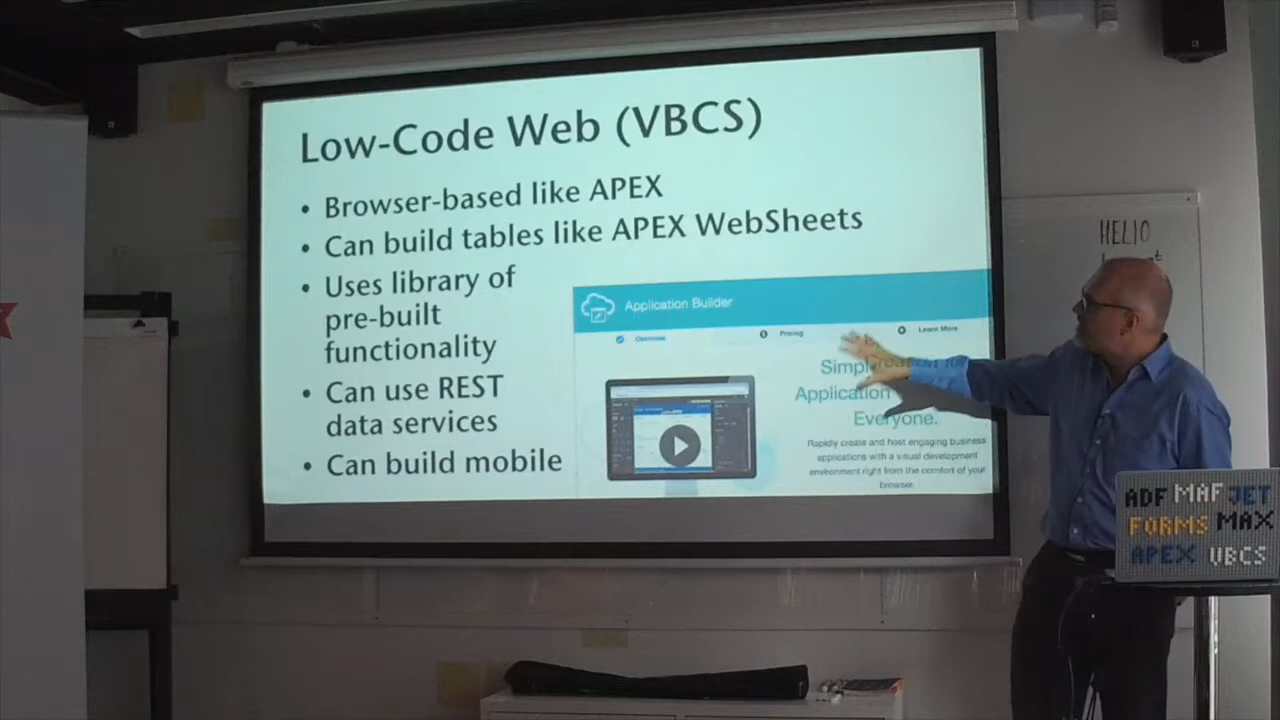 Low-Code Web (VBCS)
• Browser-based like APEX
• Can build tables like APEX WebSheets
• Uses library of
pre-built
functionality
• Can use REST
data services
• Can build mobile
Application Builder
Overview
Pricing
Learn More
Application
Everyone.
Rapidly create and host engaging business
applications with a visual development
environment right from the comfort of your
browser.
HELIO
ADF MAF JET
FORMS MAX
APEX VBCS